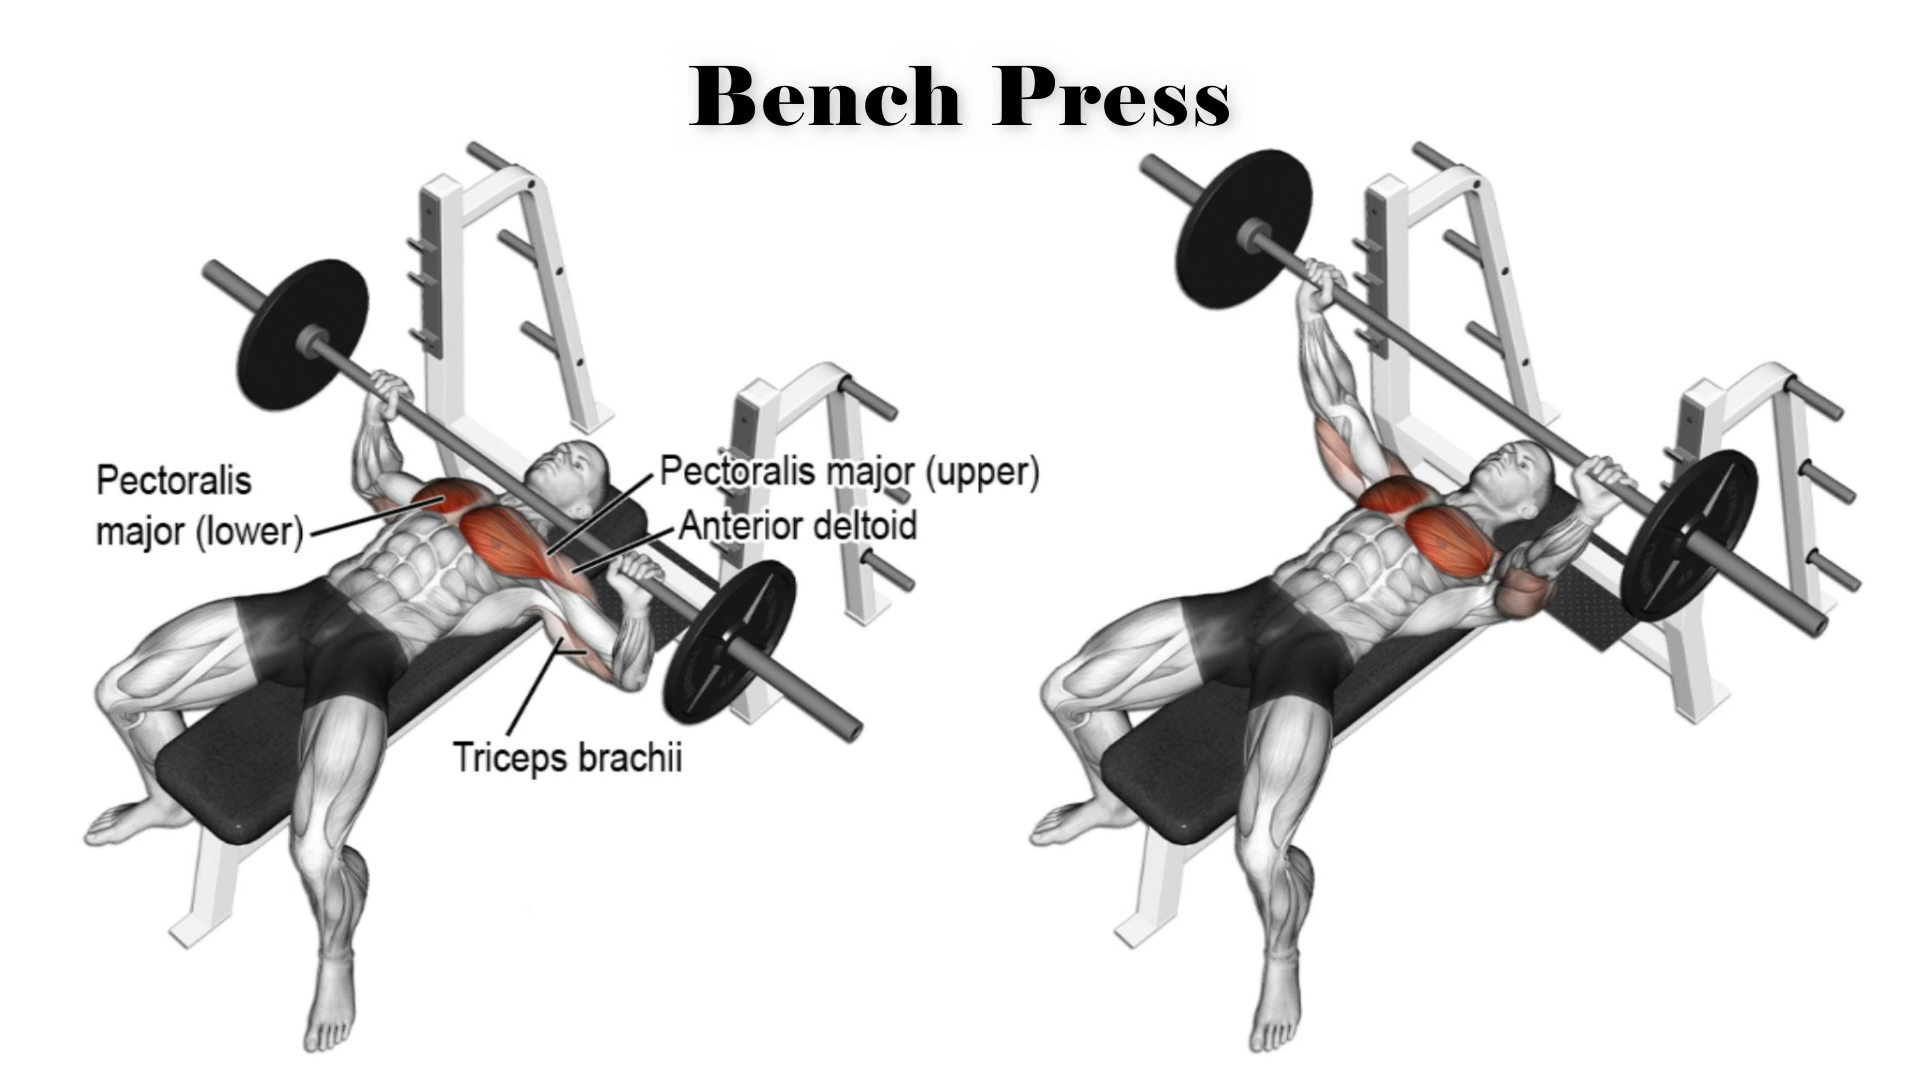 Bench Press
Pectoralis
major (lower)
Pectoralis major (upper)
Anterior deltoid
Triceps brachii